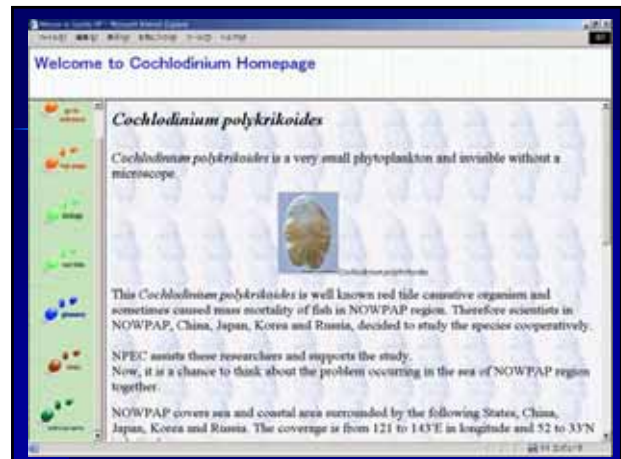 Welcome to Cochlodinium Homepage
Cochlodinium polykrikoides
Cochlodinium polykrikoides is a very small phytoplankton and invisible without a
microscope.
Cochlodinium polykrikoides
This Cochlodinium polykrikoides is well known red tide causative organism and
sometimes caused mass mortality of fish in NOWPAP region. Therefore scientists in
NOWPAP, China, Japan, Korea and Russia, decided to study the species cooperatively.
NPEC assists these researchers and supports the study.
Now, it is a chance to think about the problem occurring in the sea of NOWPAP region
together.
NOWPAP covers sea and coastal area surrounded by the following States, China,
Japan, Korea and Russia. The coverage is from 121 to 143'E in longitude and 52 to 33'N